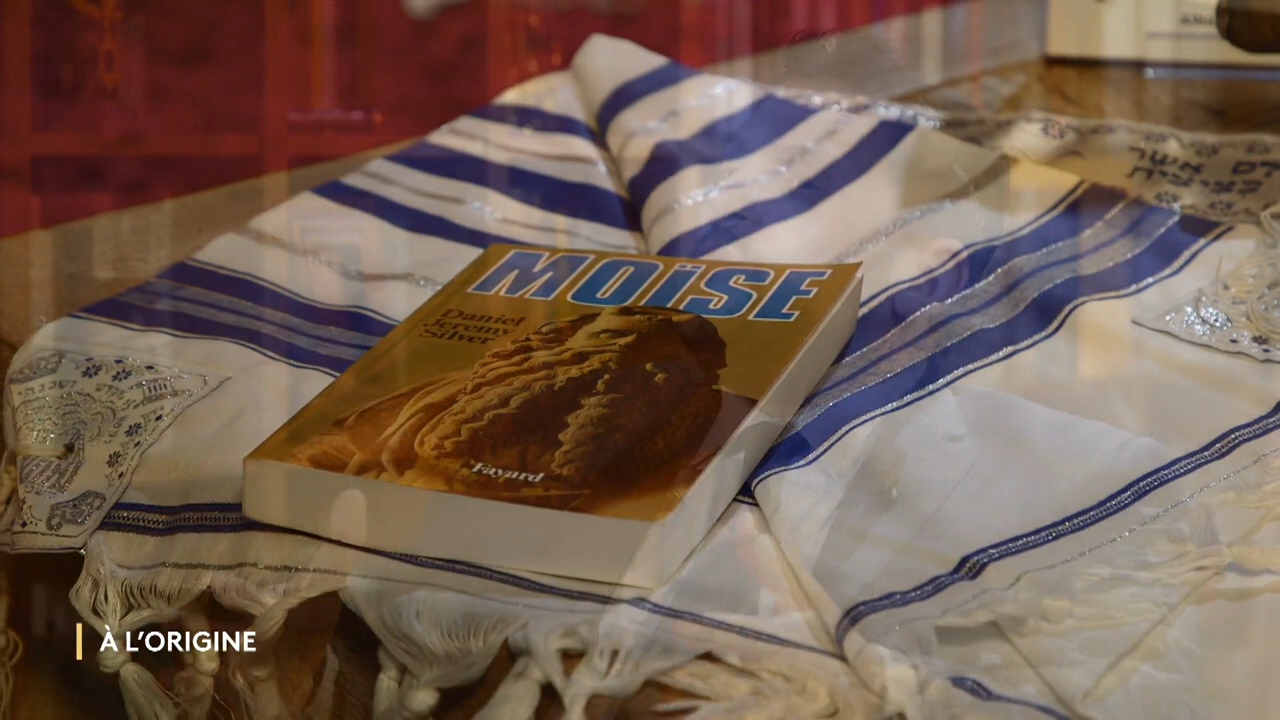 MOÏSE
Daniel
Jeremy
Silver
Fayard
À L'ORIGINE